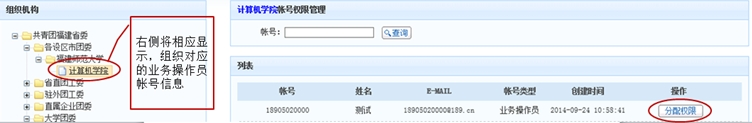 组织机构
共青团福建省委
各设区市团委
福建师范大学
计算机学院
省直团工委
驻外团工委
直属企业团委
大学团委
右侧将相应显示，组织对应的业务操作员帐号信息
计算机学院帐号权限管理
帐号：
查询
列表
帐号 姓名 E-MAIL 帐号类型 创建时间 操作
18905020000 测试 18905020000@189.cn 业务操作员 2014-09-24 10:58:41 分配权限